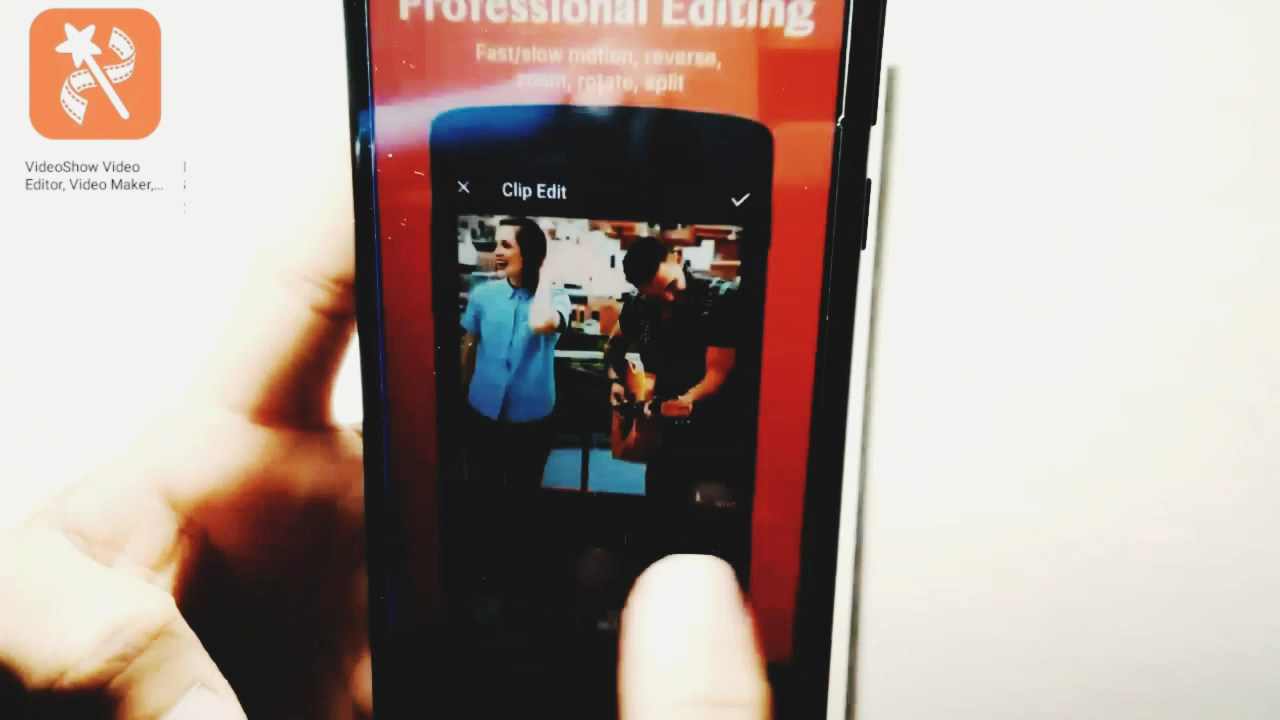 Professional Editing
Fast/slow motion, reverse,
zoom, rotate, split
VideoShow Video
Editor, Video Maker,...
Clip Edit